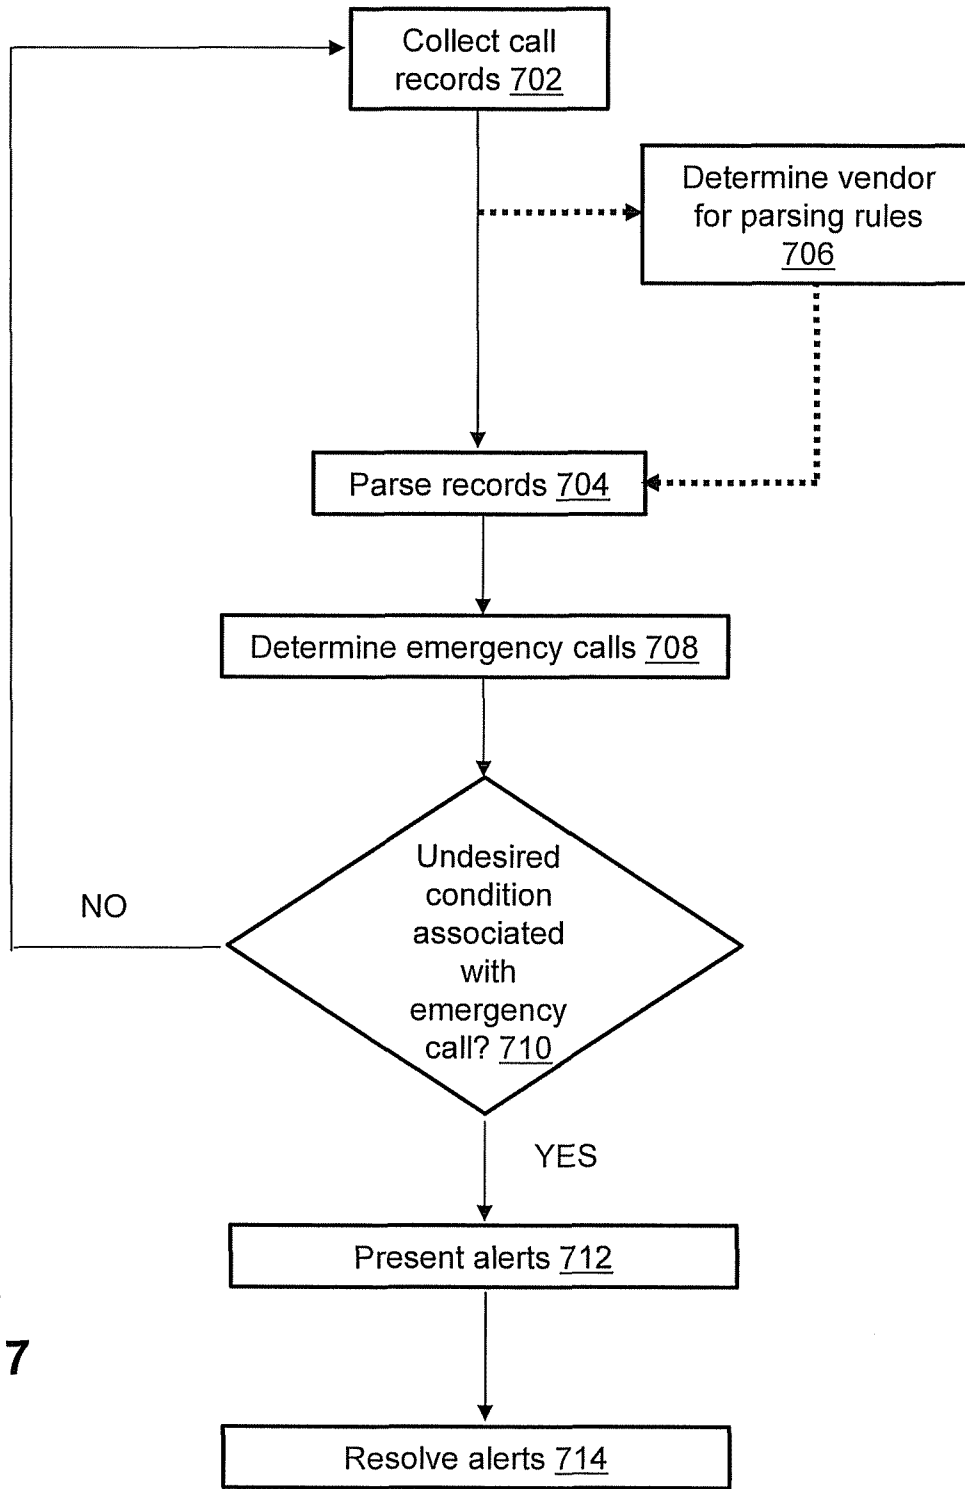 Collect call
records 702
Determine vendor
for parsing rules
706
Parse records 704
Determine emergency calls 708
Undesired
condition
associated
with
emergency
call? 710
NO
YES
Present alerts 712
7
Resolve alerts 714